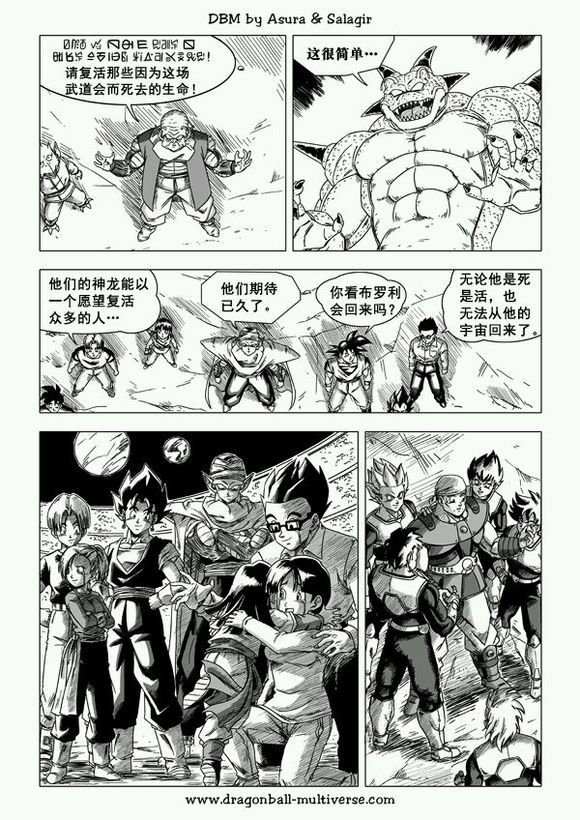 DBM by Asura & Salagir
请复活那些因为这场
武道会而死去的生命！
这很简单…
他们的神龙能以
一个愿望复活
众多的人…
他们期待
已久了。
你看布罗利
会回来吗？
无论他是死
是活，也
无法从他的
宇宙回来了。
www.dragonball-multiverse.com